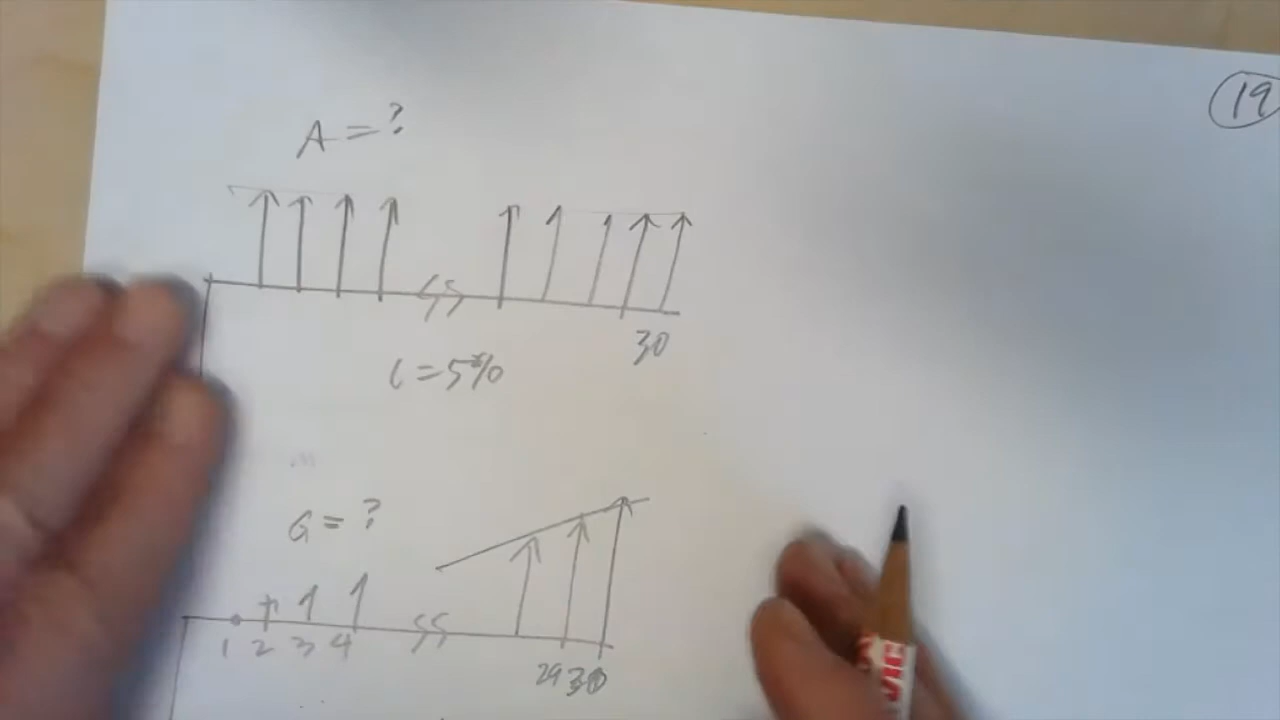 19
A = ?
30
i = 5%
G = ?
1 2 3 4
29 30